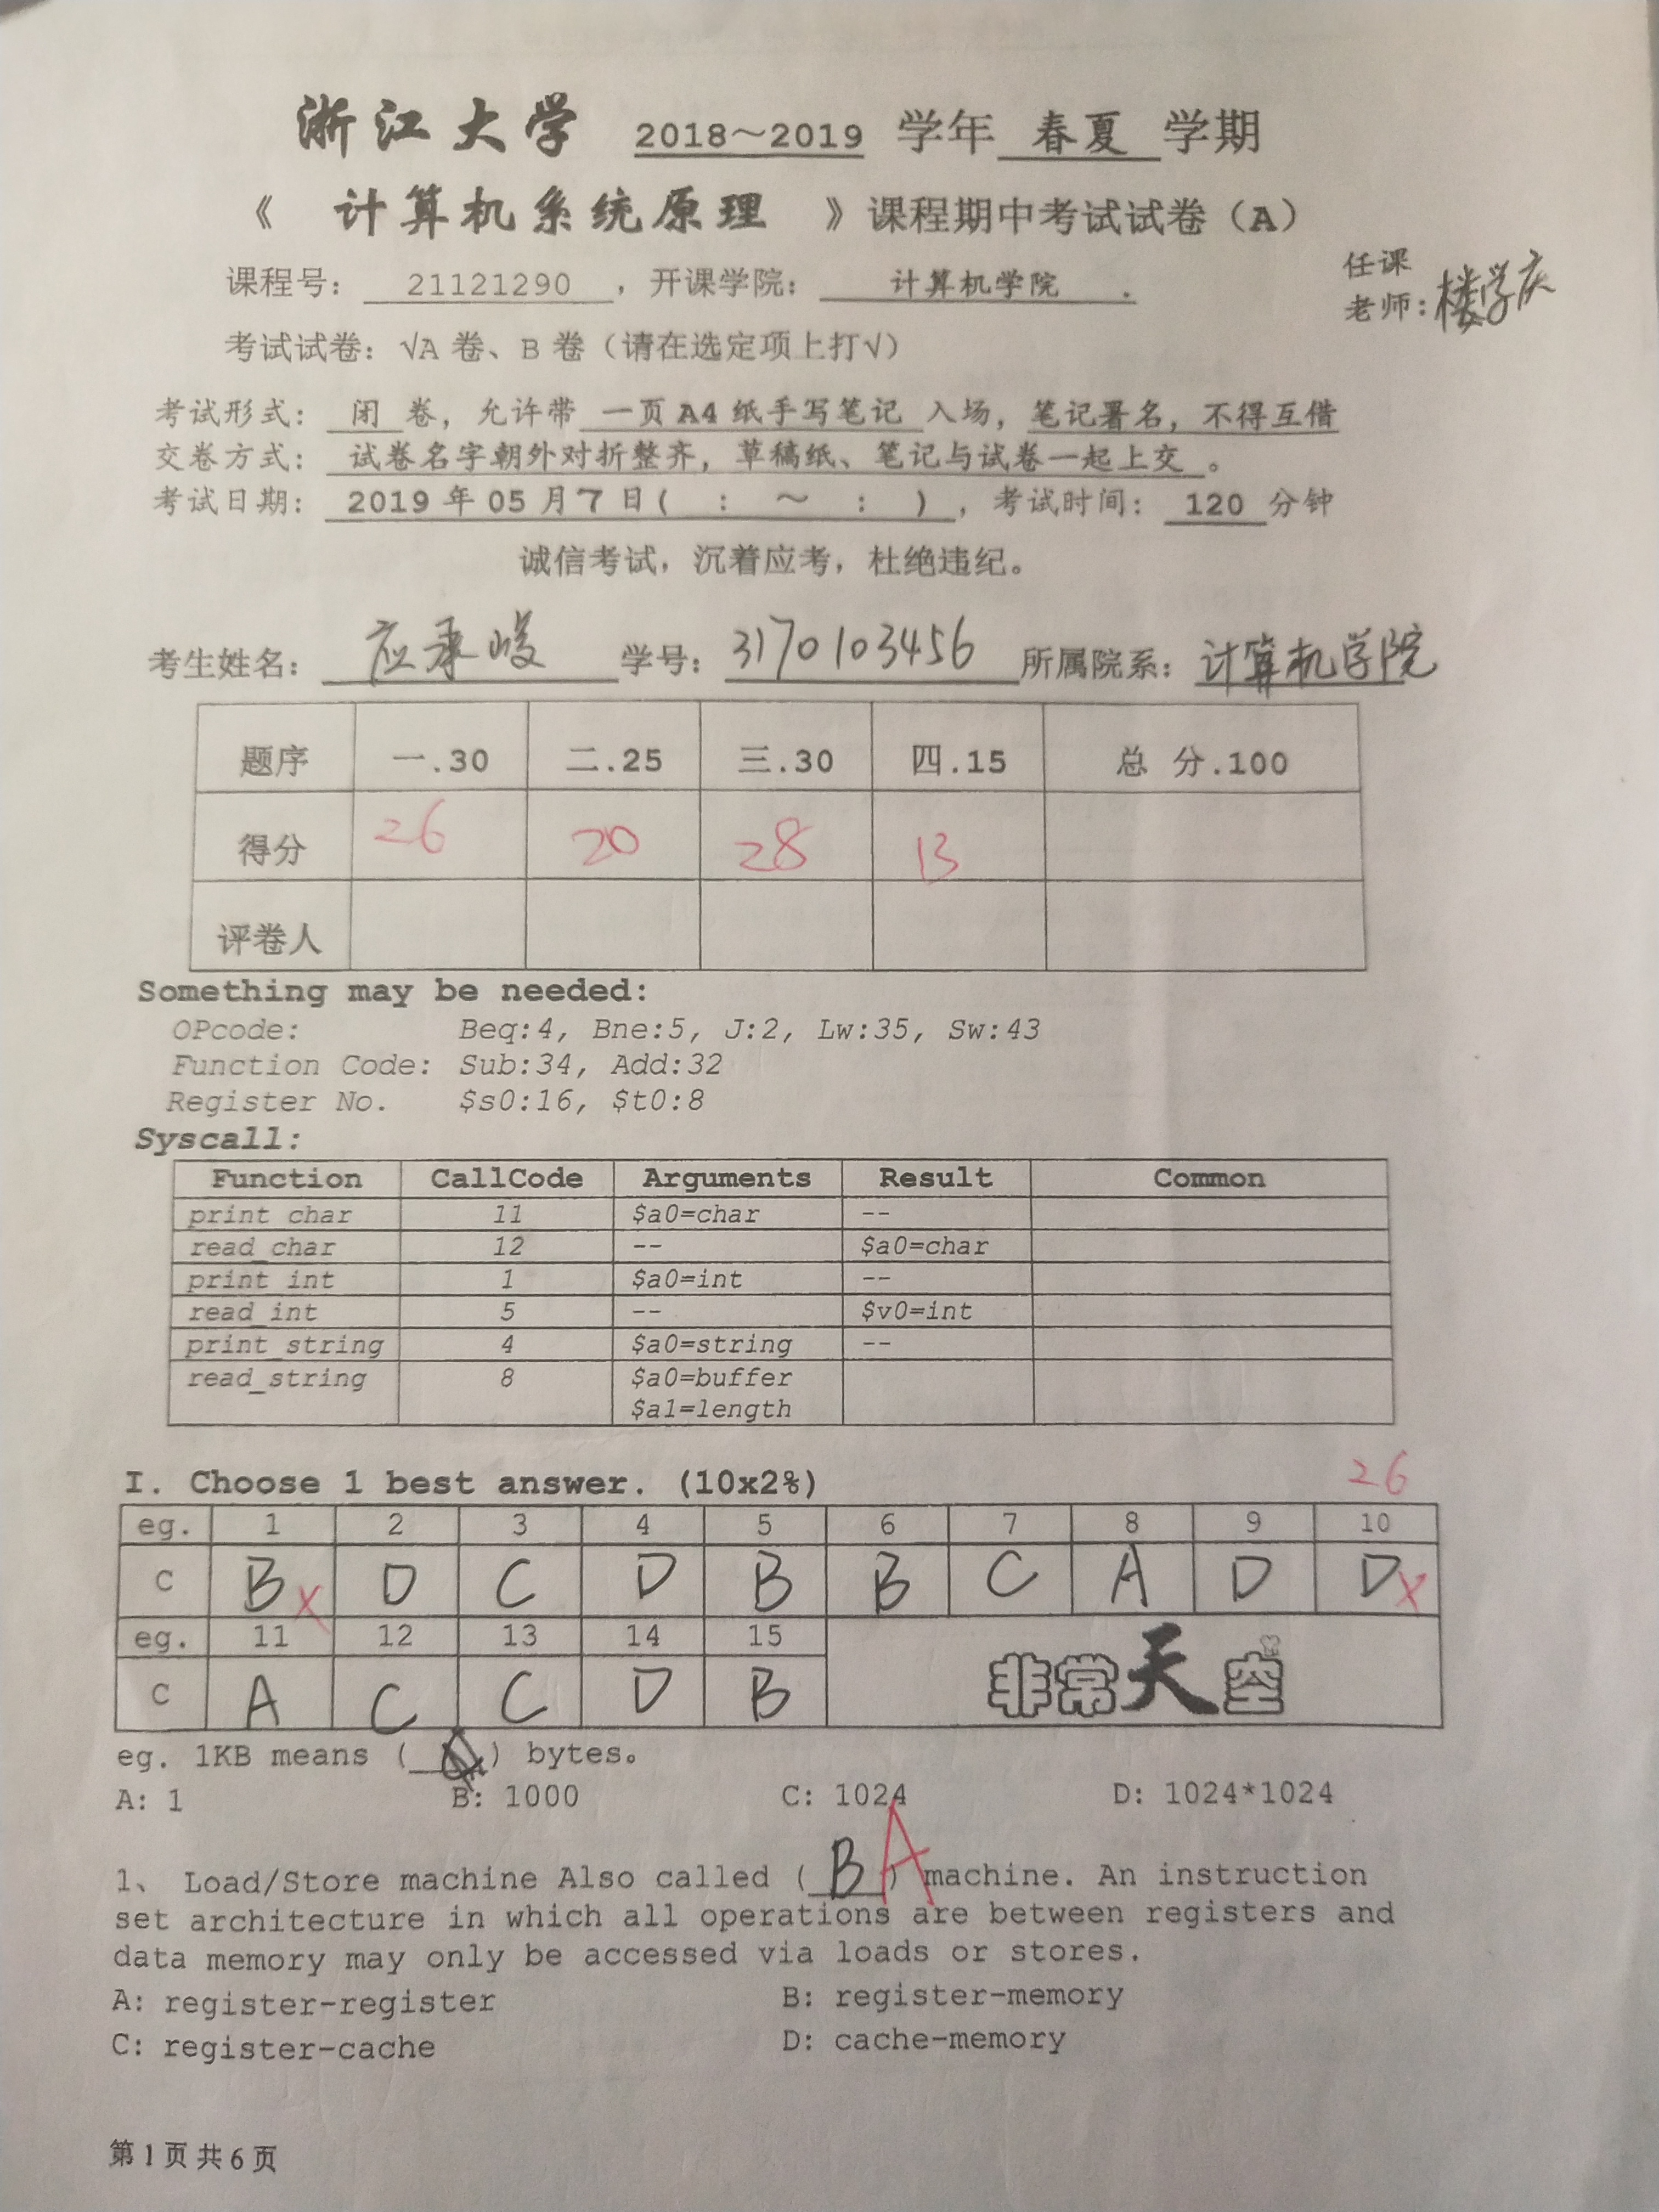 浙江大学 2018～2019 学年 春夏 学期
《 计算机系统原理 》课程期中考试试卷（A）
课程号： 21121290 ，开课学院： 计算机学院 .
任课
老师：楼学庆
考试试卷：√A 卷、B 卷（请在选定项上打√）
考试形式： 闭 卷，允许带 一页 A4 纸手写笔记 入场，笔记署名，不得互借
交卷方式： 试卷名字朝外对折整齐，草稿纸、笔记与试卷一起上交 。
考试日期： 2019 年 05 月 7 日( : ～ : ) ，考试时间： 120 分钟
诚信考试，沉着应考，杜绝违纪。
考生姓名： 应承峻 学号： 3170103456 所属院系： 计算机学院
题序 一.30 二.25 三.30 四.15 总 分.100
得分 26 20 28 13
评卷人
Something may be needed:
OPcode: Beq:4, Bne:5, J:2, Lw:35, Sw:43
Function Code: Sub:34, Add:32
Register No. $s0:16, $t0:8
Syscall:
Function CallCode Arguments Result Common
print_char 11 $a0=char --
read_char 12 -- $a0=char
print_int 1 $a0=int --
read_int 5 -- $v0=int
print_string 4 $a0=string --
read_string 8 $a0=buffer
$a1=length
26
I. Choose 1 best answer. (10x2%)
eg. 1 2 3 4 5 6 7 8 9 10
C B× D C D B B C A D D×
eg. 11 12 13 14 15
C A C C D B
非常天空
eg. 1KB means (___) bytes。
A: 1 B: 1000 C: 1024 D: 1024*1024
1、 Load/Store machine Also called ( B ) A machine. An instruction
set architecture in which all operations are between registers and
data memory may only be accessed via loads or stores.
A: register-register B: register-memory
C: register-cache D: cache-memory
第 1 页 共 6 页